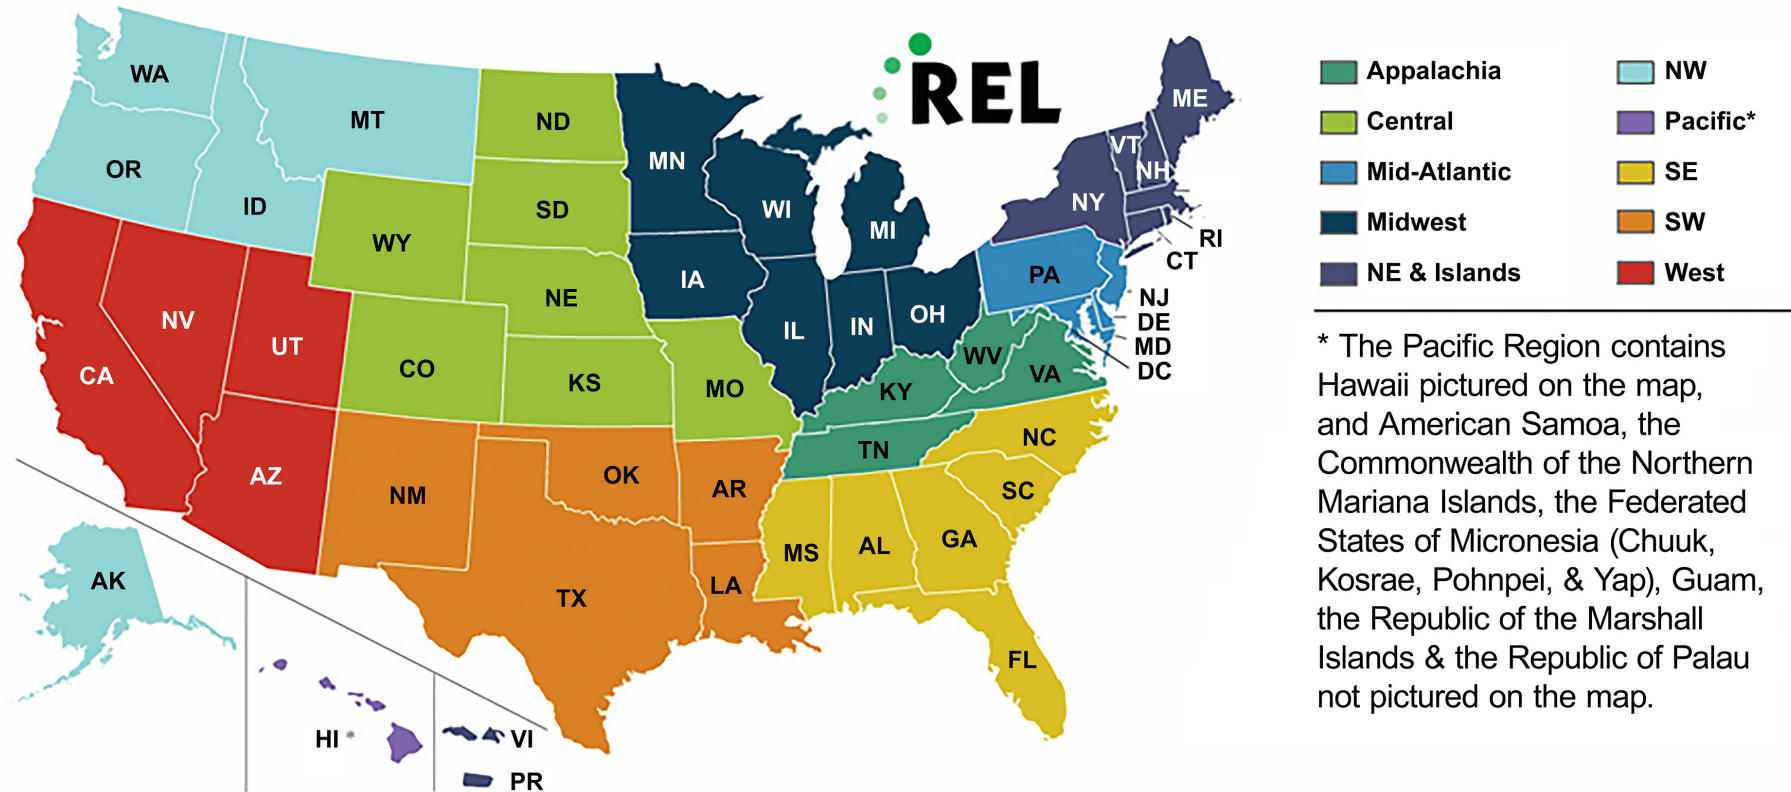 WA
MT
ND
MN
OR
ID
WY
SD
WI
MI
NY
VT
NH
ME
REL
RI
CT
NV
UT
CA
CO
NE
IA
KS
MO
IL
IN
OH
PA
NJ
DE
MD
DC
WV
VA
KY
TN
NC
SC
AZ
NM
OK
AR
TX
LA
MS
AL
GA
FL
AK
HI
VI
PR
Appalachia
Central
Mid-Atlantic
Midwest
NE & Islands
NW
Pacific*
SE
SW
West
* The Pacific Region contains
Hawaii pictured on the map,
and American Samoa, the
Commonwealth of the Northern
Mariana Islands, the Federated
States of Micronesia (Chuuk,
Kosrae, Pohnpei, & Yap), Guam,
the Republic of the Marshall
Islands & the Republic of Palau
not pictured on the map.